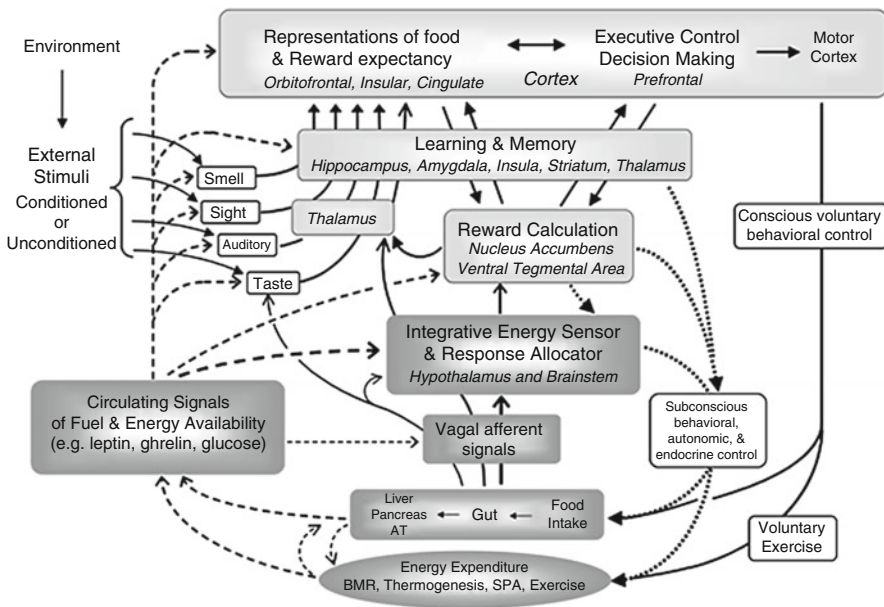 Environment
Representations of food
& Reward expectancy
Orbitofrontal, Insular, Cingulate
Cortex
Executive Control
Decision Making
Prefrontal
Motor
Cortex
External
Stimuli
Conditioned
or
Unconditioned
Smell
Sight
Auditory
Taste
Learning & Memory
Hippocampus, Amygdala, Insula, Striatum, Thalamus
Thalamus
Reward Calculation
Nucleus Accumbens
Ventral Tegmental Area
Conscious voluntary
behavioral control
Integrative Energy Sensor
& Response Allocator
Hypothalamus and Brainstem
Circulating Signals
of Fuel & Energy Availability
(e.g. leptin, ghrelin, glucose)
Vagal afferent
signals
Subconscious
behavioral,
autonomic, &
endocrine control
Liver
Pancreas
AT
Gut
Food
Intake
Voluntary
Exercise
Energy Expenditure
BMR, Thermogenesis, SPA, Exercise